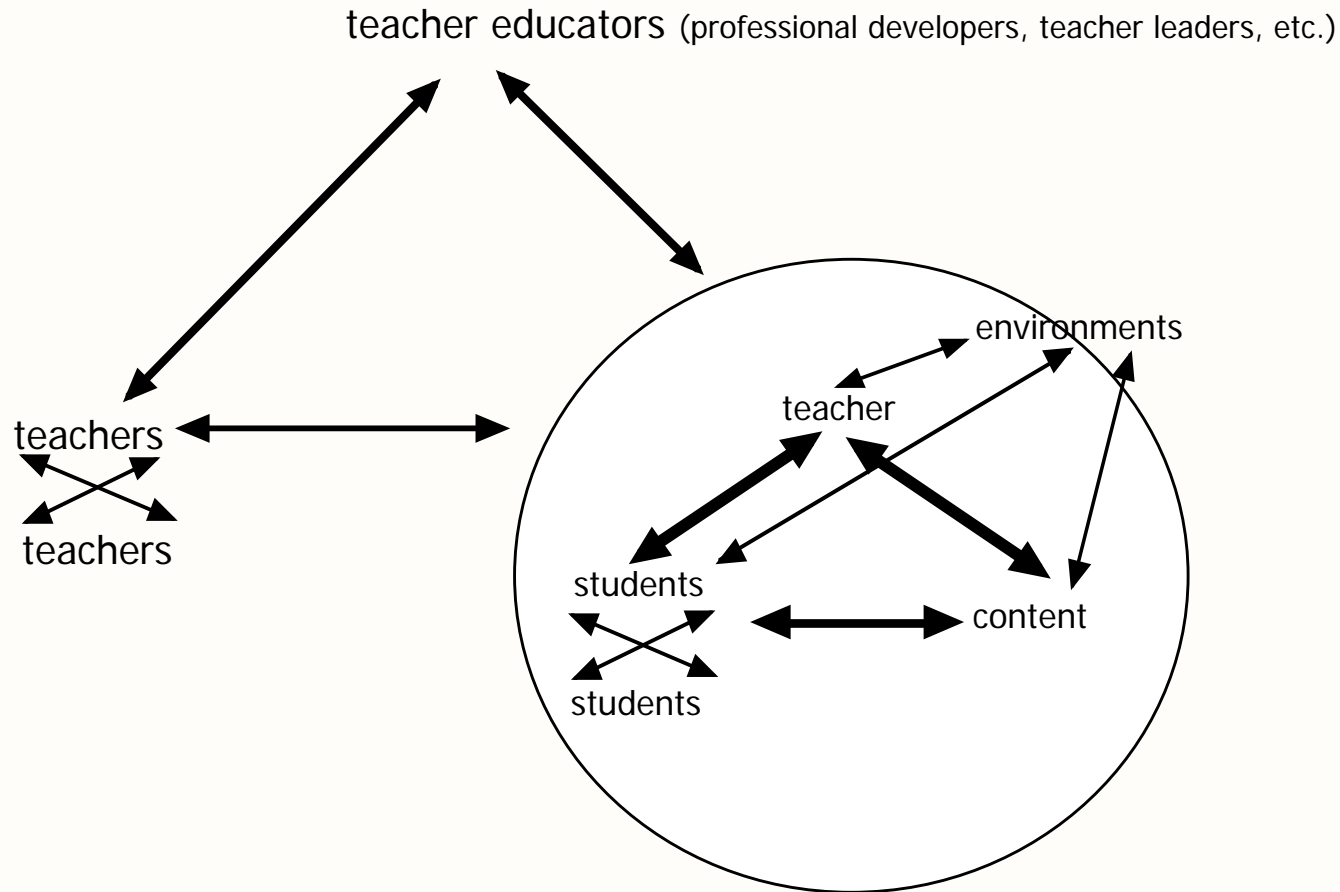 teacher educators (professional developers, teacher leaders, etc.)
environments
teacher
teachers
teachers
students
content
students